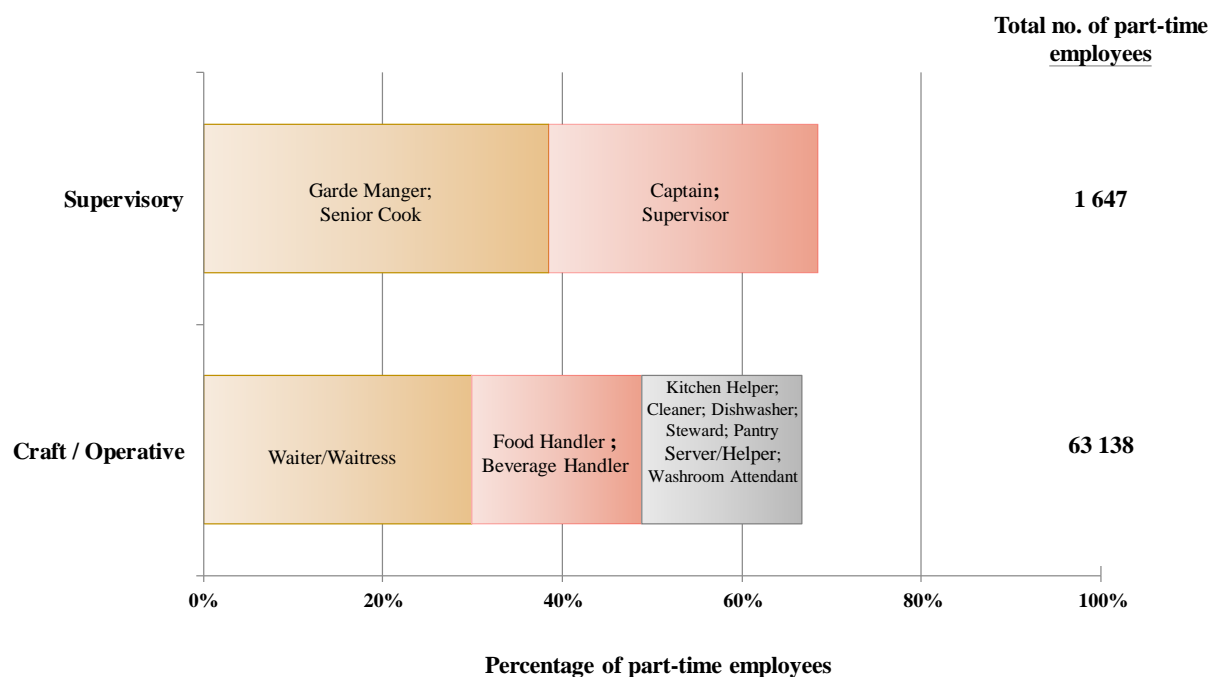 Total no. of part-time
employees
Supervisory
Garde Manger;
Senior Cook
Captain;
Supervisor
1 647
Craft / Operative
Waiter/Waitress
Food Handler ;
Beverage Handler
Kitchen Helper;
Cleaner; Dishwasher;
Steward; Pantry
Server/Helper;
Washroom Attendant
63 138
0%
20%
40%
60%
80%
100%
Percentage of part-time employees